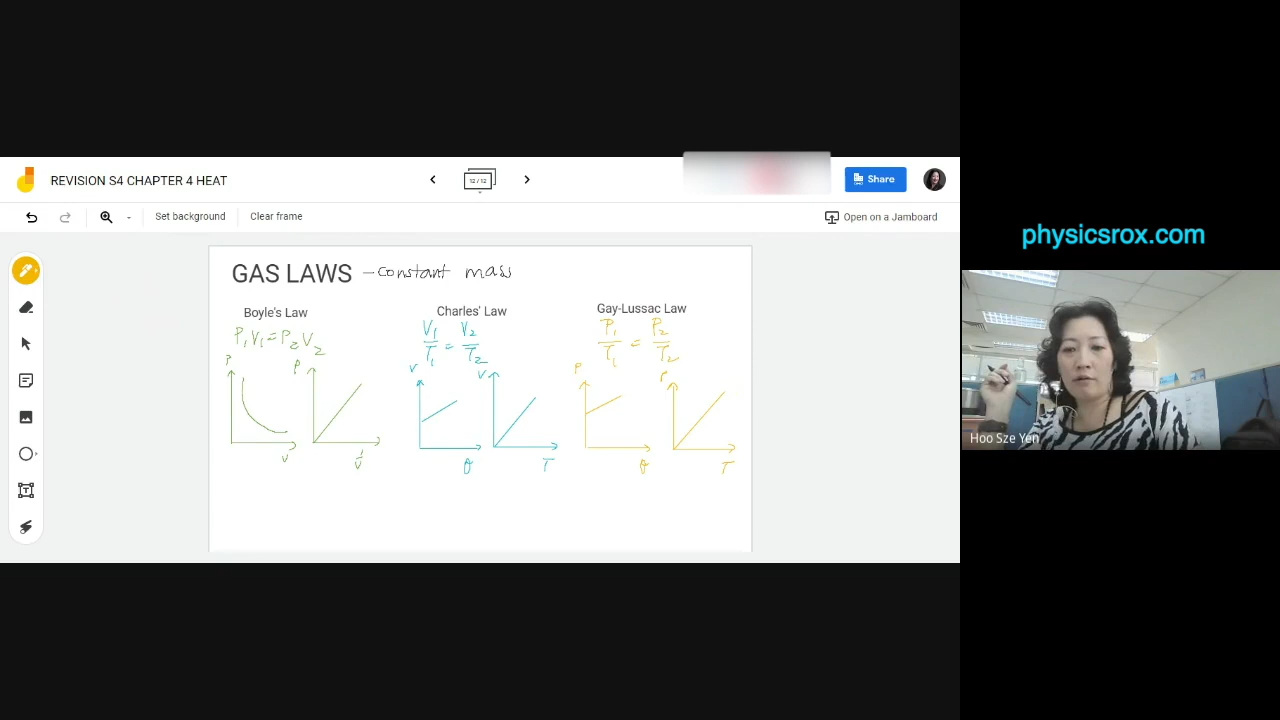 REVISION S4 CHAPTER 4 HEAT
12 / 12
Share
Set background
Clear frame
Open on a Jamboard
GAS LAWS - constant mass
Boyle's Law
P₁V₁ = P₂V₂
P
V
P
1/V
Charles' Law
V₁/T₁ = V₂/T₂
V
θ
V
T
Gay-Lussac Law
P₁/T₁ = P₂/T₂
P
θ
P
T
physicsrox.com
Hoo Sze Yen